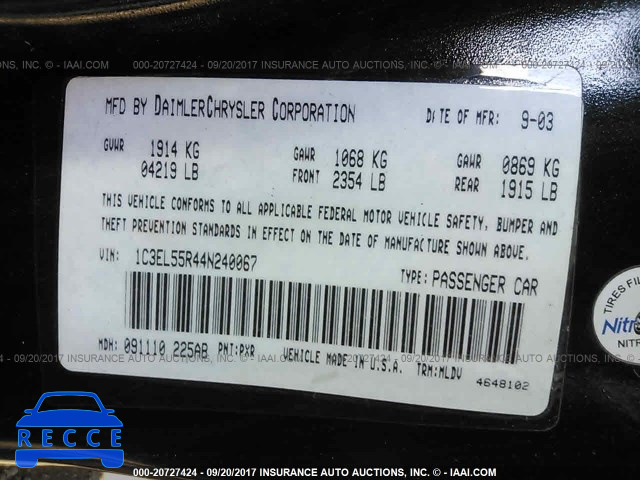 000-20727424 - 09/20/2017 INSURANCE AUTO AUCTIONS, INC. - © - IAAI.COM
MFD BY DAIMLERCHRYSLER CORPORATION DATE OF MFR: 9-03
GVWR 1914 KG 04219 LB
GAWR FRONT 1068 KG 2354 LB
GAWR REAR 0869 KG 1915 LB
THIS VEHICLE CONFORMS TO ALL APPLICABLE FEDERAL MOTOR VEHICLE SAFETY, BUMPER AND
THEFT PREVENTION STANDARDS IN EFFECT ON THE DATE OF MANUFACTURE SHOWN ABOVE.
VIN: 1C3EL55R44N240067 TYPE: PASSENGER CAR
TIRES
Nitr
NITR
MDH: 091110 225AB PNT:PXR VEHICLE MADE IN U.S.A. TRM:MLDV
4648102
RECCE
000-20727424 - 09/20/2017 INSURANCE AUTO AUCTIONS, INC. - © - IAAI.COM